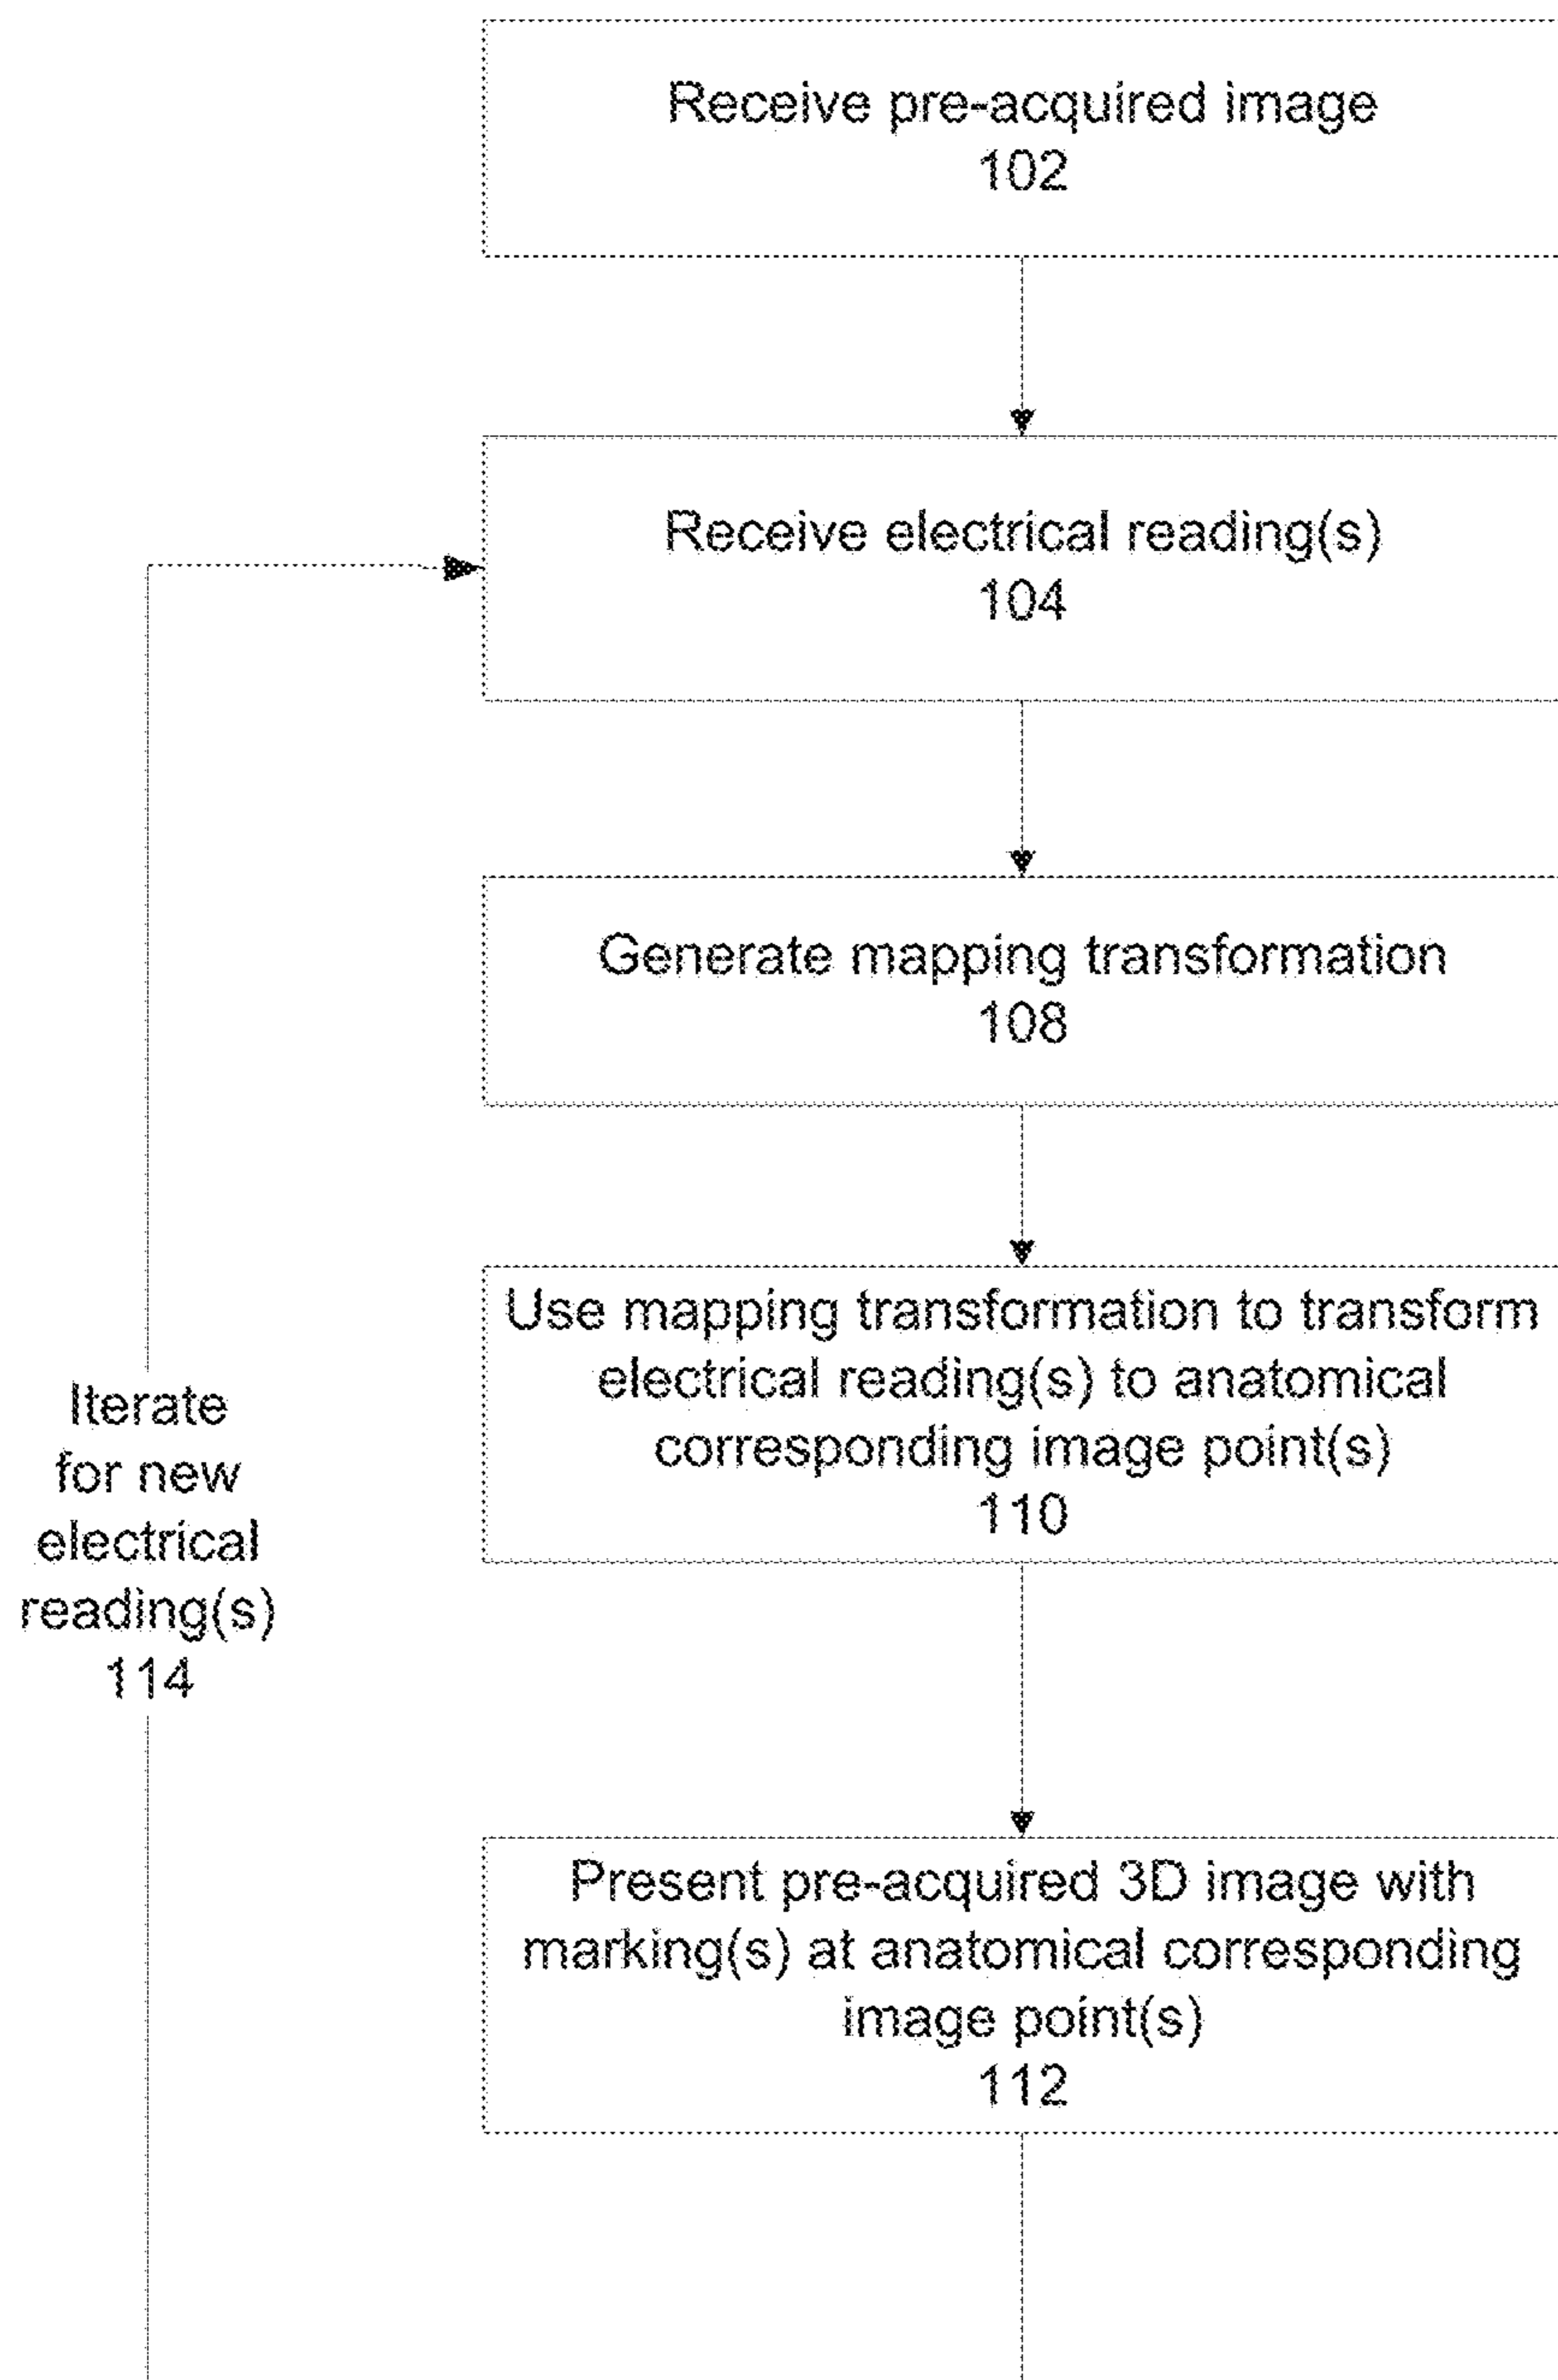 Receive pre-acquired image
102
Receive electrical reading(s)
104
Generate mapping transformation
108
Use mapping transformation to transform
electrical reading(s) to anatomical
corresponding image point(s)
110
Iterate
for new
electrical
reading(s)
114
Present pre-acquired 3D image with
marking(s) at anatomical corresponding
image point(s)
112